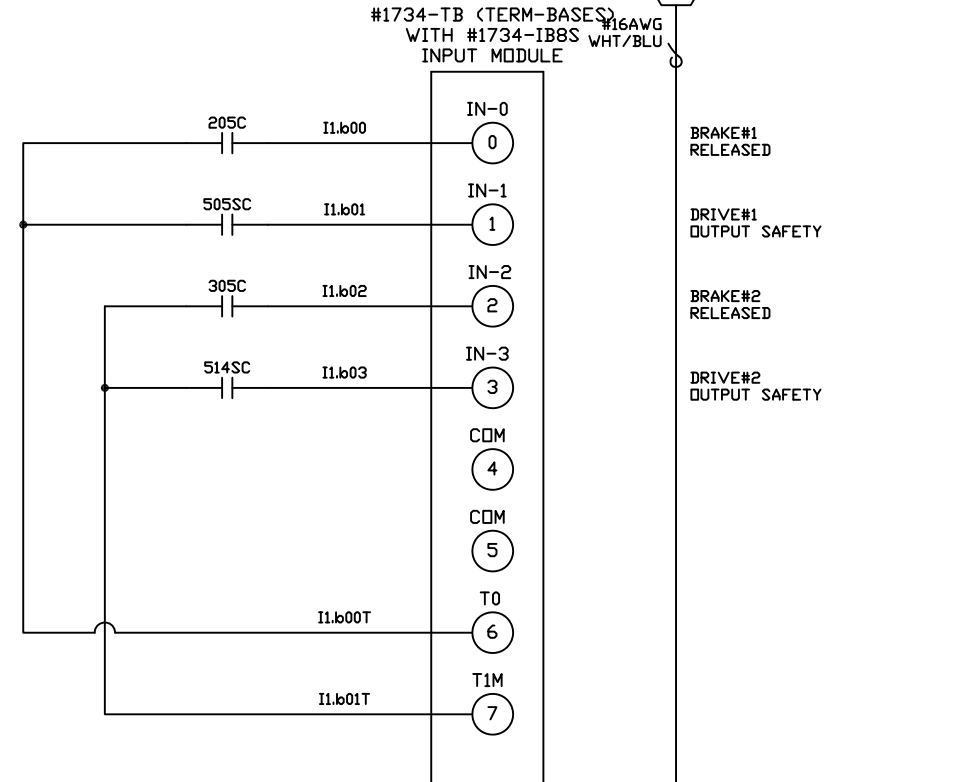 #1734-TB (TERM-BASES)
WITH #1734-IB8S
INPUT MODULE
#16AWG
WHT/BLU
IN-0
205C
I1.b00
0
BRAKE#1
RELEASED
IN-1
505SC
I1.b01
1
DRIVE#1
OUTPUT SAFETY
IN-2
305C
I1.b02
2
BRAKE#2
RELEASED
IN-3
514SC
I1.b03
3
DRIVE#2
OUTPUT SAFETY
COM
4
COM
5
T0
I1.b00T
6
T1M
I1.b01T
7